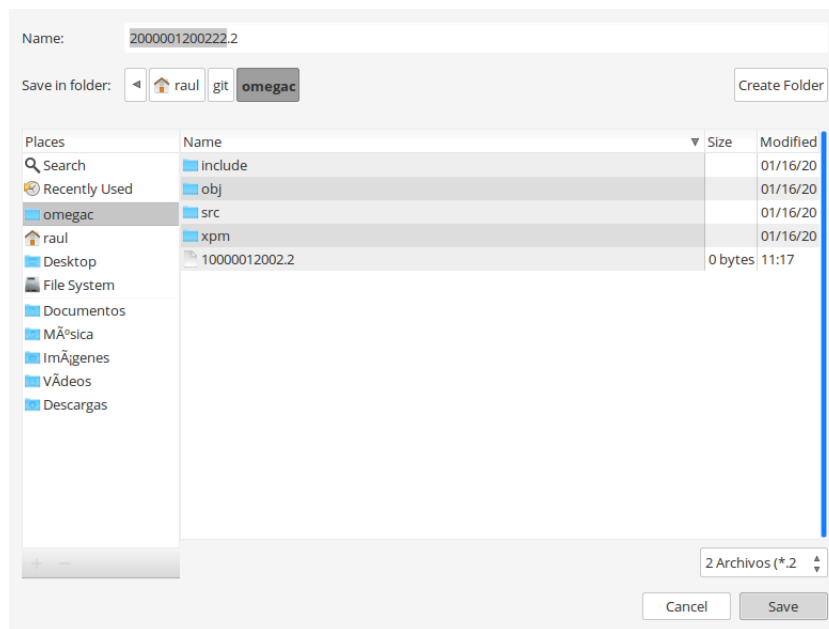 Name: 2000001200222.2
Save in folder: raul git omegac Create Folder
Places Name Size Modified
Search include 01/16/20
Recently Used obj 01/16/20
omegac src 01/16/20
raul xpm 01/16/20
Desktop 10000012002.2 0 bytes 11:17
File System
Documentos
MÃºsica
ImÃ¡genes
VÃdeos
Descargas
2 Archivos (*.2
Cancel Save